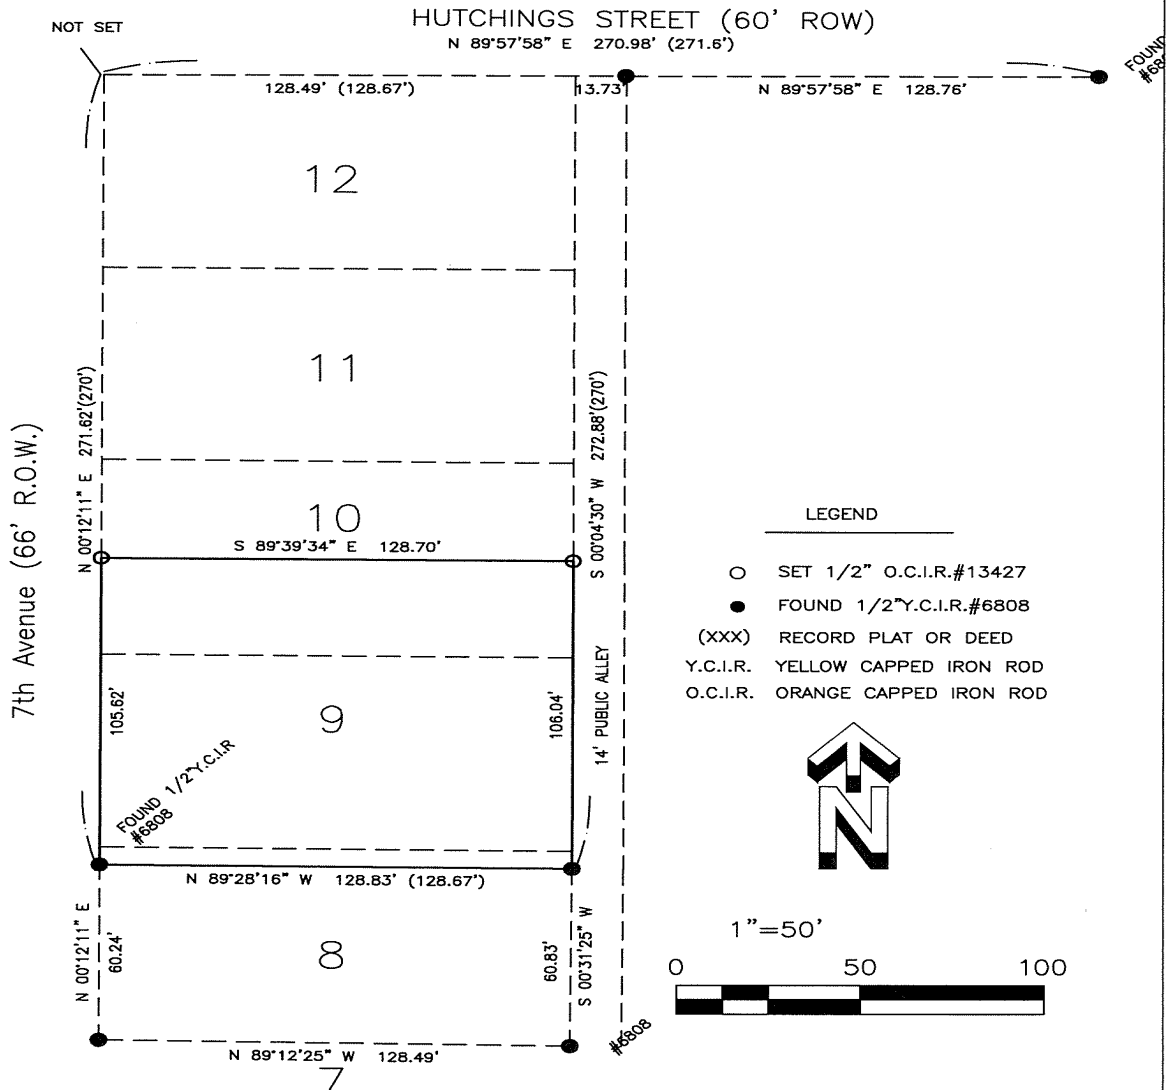 HUTCHINGS STREET (60' ROW)
NOT SET
N 89°57'58" E 270.98' (271.6')
FOUND
128.49' (128.67')
13.73'
N 89°57'58" E 128.76'
12
11
N 00°12'11" E 271.62'(270')
S 00°04'30" W 272.88'(270')
7th Avenue (66' R.O.W.)
10
S 89°39'34" E 128.70'
LEGEND
SET 1/2" O.C.I.R.#13427
FOUND 1/2"Y.C.I.R.#6808
(XXX) RECORD PLAT OR DEED
Y.C.I.R. YELLOW CAPPED IRON ROD
O.C.I.R. ORANGE CAPPED IRON ROD
105.62'
9
106.04'
14' PUBLIC ALLEY
FOUND 1/2"Y.C.I.R
#6808
N
N 89°28'16" W 128.83' (128.67')
N 00°12'11" E
60.24'
8
60.83'
S 00°31'25" W
1"=50'
0 50 100
#6808
N 89°12'25" W 128.49'
7